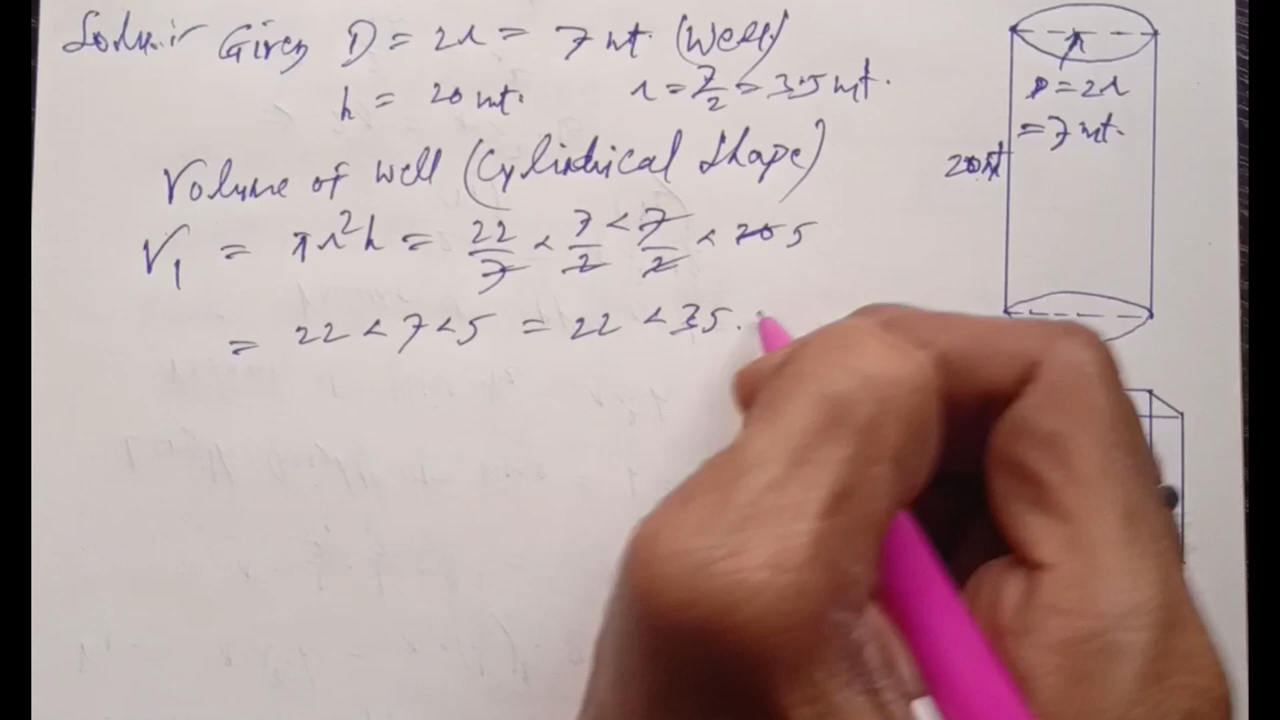 Soln:- Given D = 2r = 7 mt. (Well)
h = 20 mt. r = 7/2 = 3.5 mt.
Volume of well (Cylindrical Shape)
V₁ = πr²h = 22/7 × 7/2 × 7/2 × 20 5
= 22 × 7 × 5 = 22 × 35.
r
D = 2r
= 7 mt.
20 mt